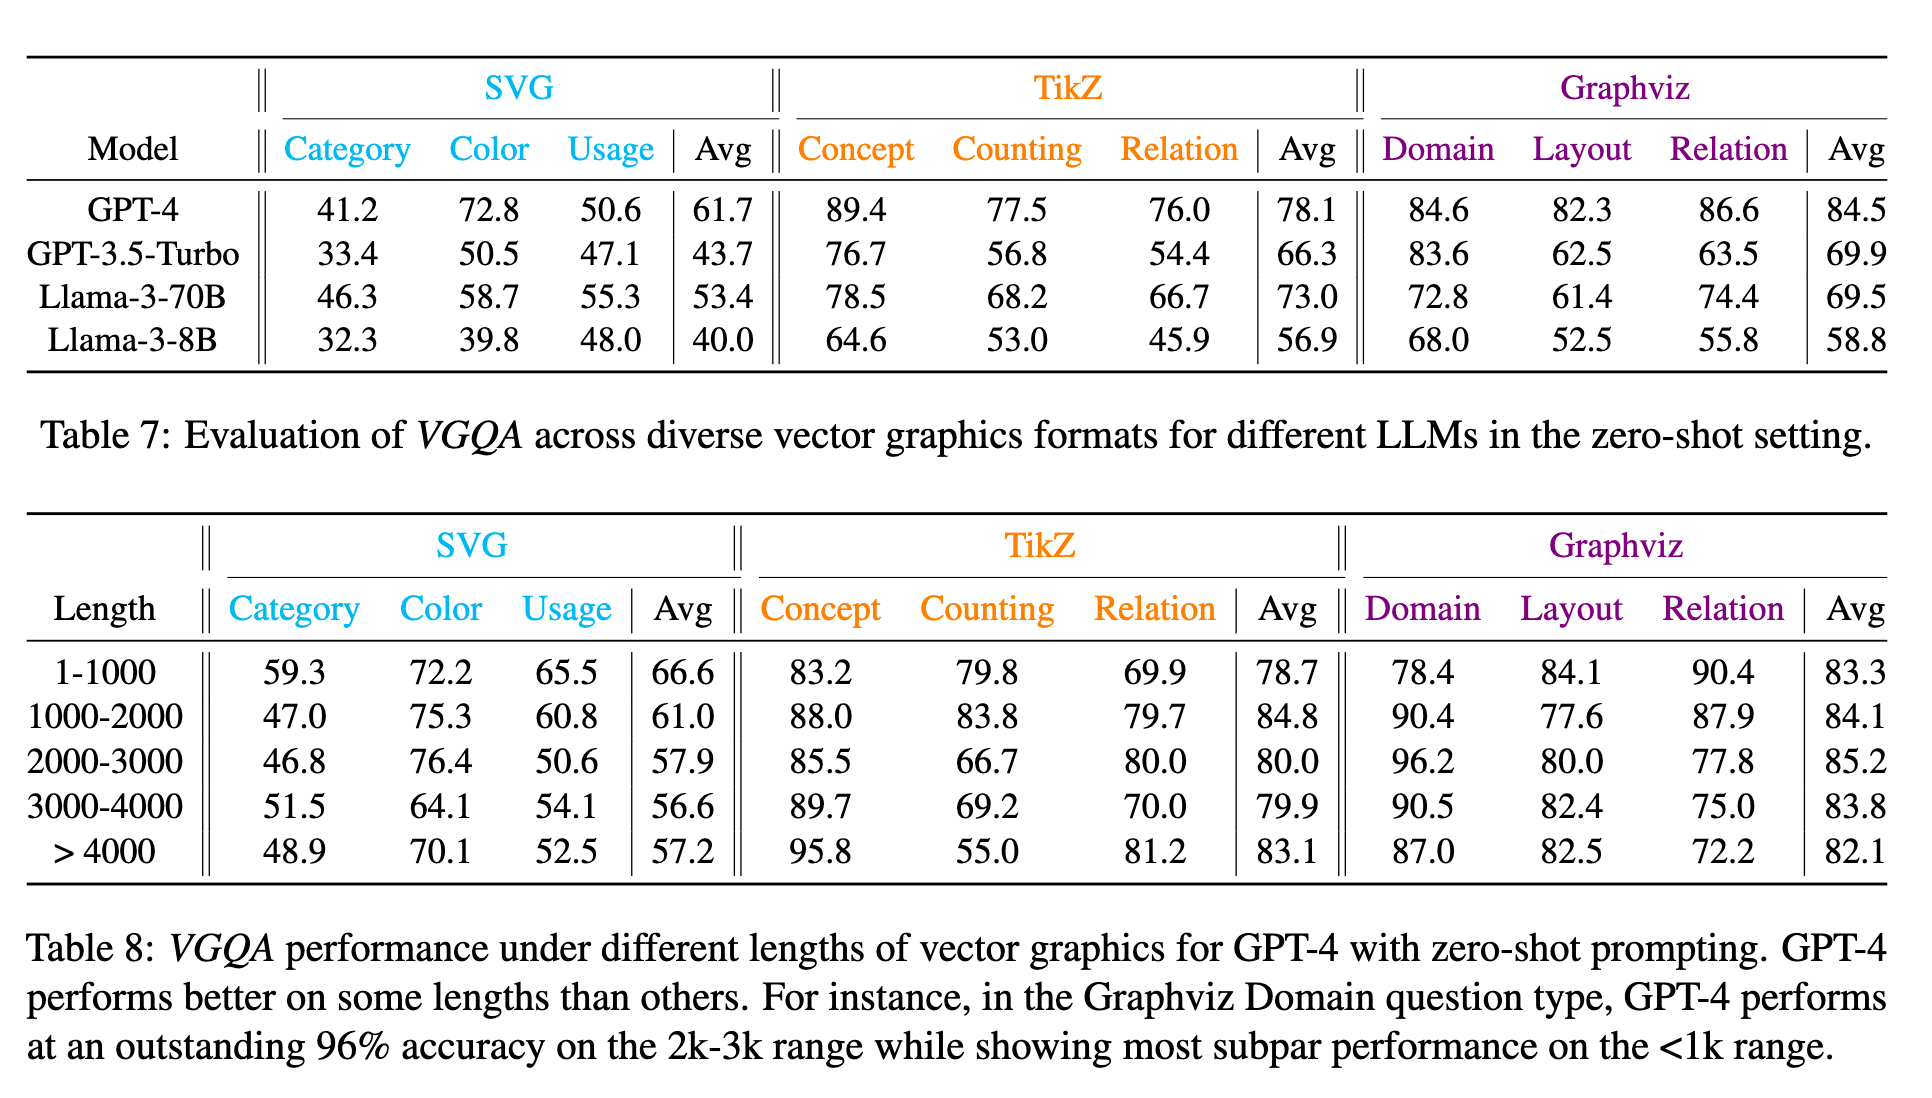 SVG TikZ Graphviz
Model Category Color Usage Avg Concept Counting Relation Avg Domain Layout Relation Avg
GPT-4 41.2 72.8 50.6 61.7 89.4 77.5 76.0 78.1 84.6 82.3 86.6 84.5
GPT-3.5-Turbo 33.4 50.5 47.1 43.7 76.7 56.8 54.4 66.3 83.6 62.5 63.5 69.9
Llama-3-70B 46.3 58.7 55.3 53.4 78.5 68.2 66.7 73.0 72.8 61.4 74.4 69.5
Llama-3-8B 32.3 39.8 48.0 40.0 64.6 53.0 45.9 56.9 68.0 52.5 55.8 58.8
Table 7: Evaluation of VGQA across diverse vector graphics formats for different LLMs in the zero-shot setting.
SVG TikZ Graphviz
Length Category Color Usage Avg Concept Counting Relation Avg Domain Layout Relation Avg
1-1000 59.3 72.2 65.5 66.6 83.2 79.8 69.9 78.7 78.4 84.1 90.4 83.3
1000-2000 47.0 75.3 60.8 61.0 88.0 83.8 79.7 84.8 90.4 77.6 87.9 84.1
2000-3000 46.8 76.4 50.6 57.9 85.5 66.7 80.0 80.0 96.2 80.0 77.8 85.2
3000-4000 51.5 64.1 54.1 56.6 89.7 69.2 70.0 79.9 90.5 82.4 75.0 83.8
> 4000 48.9 70.1 52.5 57.2 95.8 55.0 81.2 83.1 87.0 82.5 72.2 82.1
Table 8: VGQA performance under different lengths of vector graphics for GPT-4 with zero-shot prompting. GPT-4
performs better on some lengths than others. For instance, in the Graphviz Domain question type, GPT-4 performs
at an outstanding 96% accuracy on the 2k-3k range while showing most subpar performance on the <1k range.